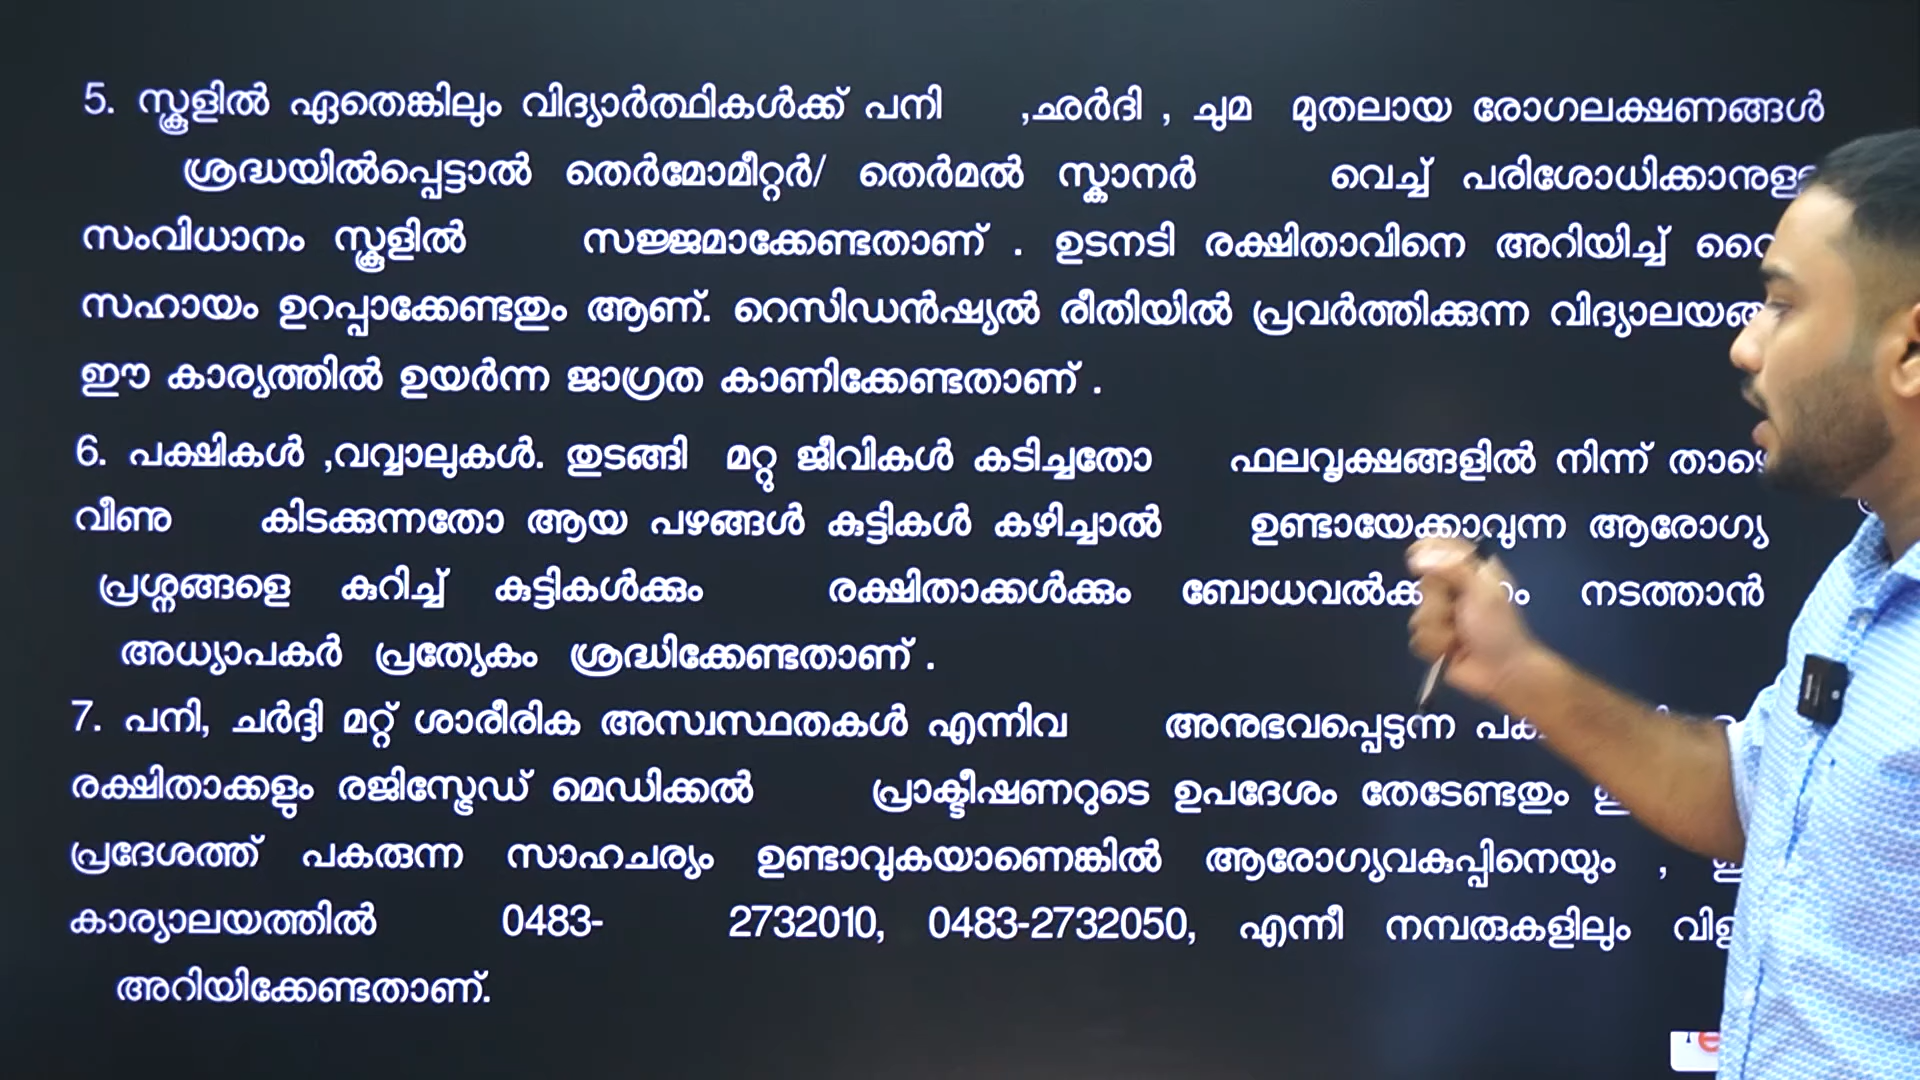 5. സ്കൂളിൽ ഏതെങ്കിലും വിദ്യാർത്ഥികൾക്ക് പനി ,ഛർദി , ചുമ മുതലായ രോഗലക്ഷണങ്ങൾ
ശ്രദ്ധയിൽപ്പെട്ടാൽ തെർമോമീറ്റർ/ തെർമൽ സ്കാനർ വെച്ച്
സംവിധാനം സ്കൂളിൽ സജ്ജമാക്കേണ്ടതാണ് . ഉടനടി രക്ഷിതാവിനെ അറിയിച്ച്
സഹായം ഉറപ്പാക്കേണ്ടതും ആണ്. റെസിഡൻഷ്യൽ രീതിയിൽ പ്രവർത്തിക്കുന്ന
ഈ കാര്യത്തിൽ ഉയർന്ന ജാഗ്രത കാണിക്കേണ്ടതാണ് .
6. പക്ഷികൾ ,വവ്വാലുകൾ. തുടങ്ങി മറ്റു ജീവികൾ കടിച്ചതോ ഫലവൃക്ഷങ്ങളിൽ നിന്ന് താഴെ
വീണു കിടക്കുന്നതോ ആയ പഴങ്ങൾ കുട്ടികൾ കഴിച്ചാൽ ഉണ്ടായേക്കാവുന്ന ആരോഗ്യ
പ്രശ്നങ്ങളെ കുറിച്ച് കുട്ടികൾക്കും രക്ഷിതാക്കൾക്കും നടത്താൻ
അധ്യാപകർ പ്രത്യേകം ശ്രദ്ധിക്കേണ്ടതാണ് .
7. പനി, ചർദ്ദി മറ്റ് ശാരീരിക അസ്വസ്ഥതകൾ എന്നിവ അനുഭവപ്പെടുന്ന
രക്ഷിതാക്കളും രജിസ്ട്രേഡ് മെഡിക്കൽ പ്രാക്ടീഷണറുടെ ഉപദേശം തേടേണ്ടതും
പ്രദേശത്ത് പകരുന്ന സാഹചര്യം ഉണ്ടാവുകയാണെങ്കിൽ ആരോഗ്യവകുപ്പിനെയും ,
കാര്യാലയത്തിൽ 0483- 2732010, 0483-2732050, എന്നീ നമ്പരുകളിലും
അറിയിക്കേണ്ടതാണ്.